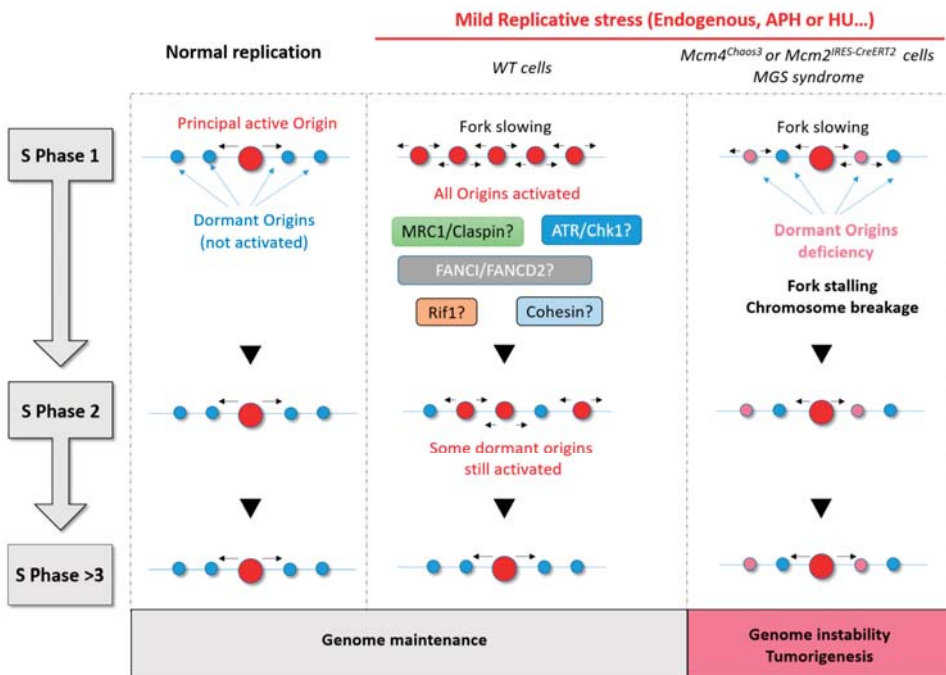 Mild Replicative stress (Endogenous, APH or HU...)
Normal replication
WT cells
Mcm4Chaos3 or Mcm2IRES-CreERT2 cells
MGS syndrome
S Phase 1
Principal active Origin
Dormant Origins
(not activated)
Fork slowing
All Origins activated
MRC1/Claspin?
ATR/Chk1?
FANCI/FANCD2?
Rif1?
Cohesin?
Fork slowing
Dormant Origins
deficiency
Fork stalling
Chromosome breakage
S Phase 2
Some dormant origins
still activated
S Phase >3
Genome maintenance
Genome instability
Tumorigenesis